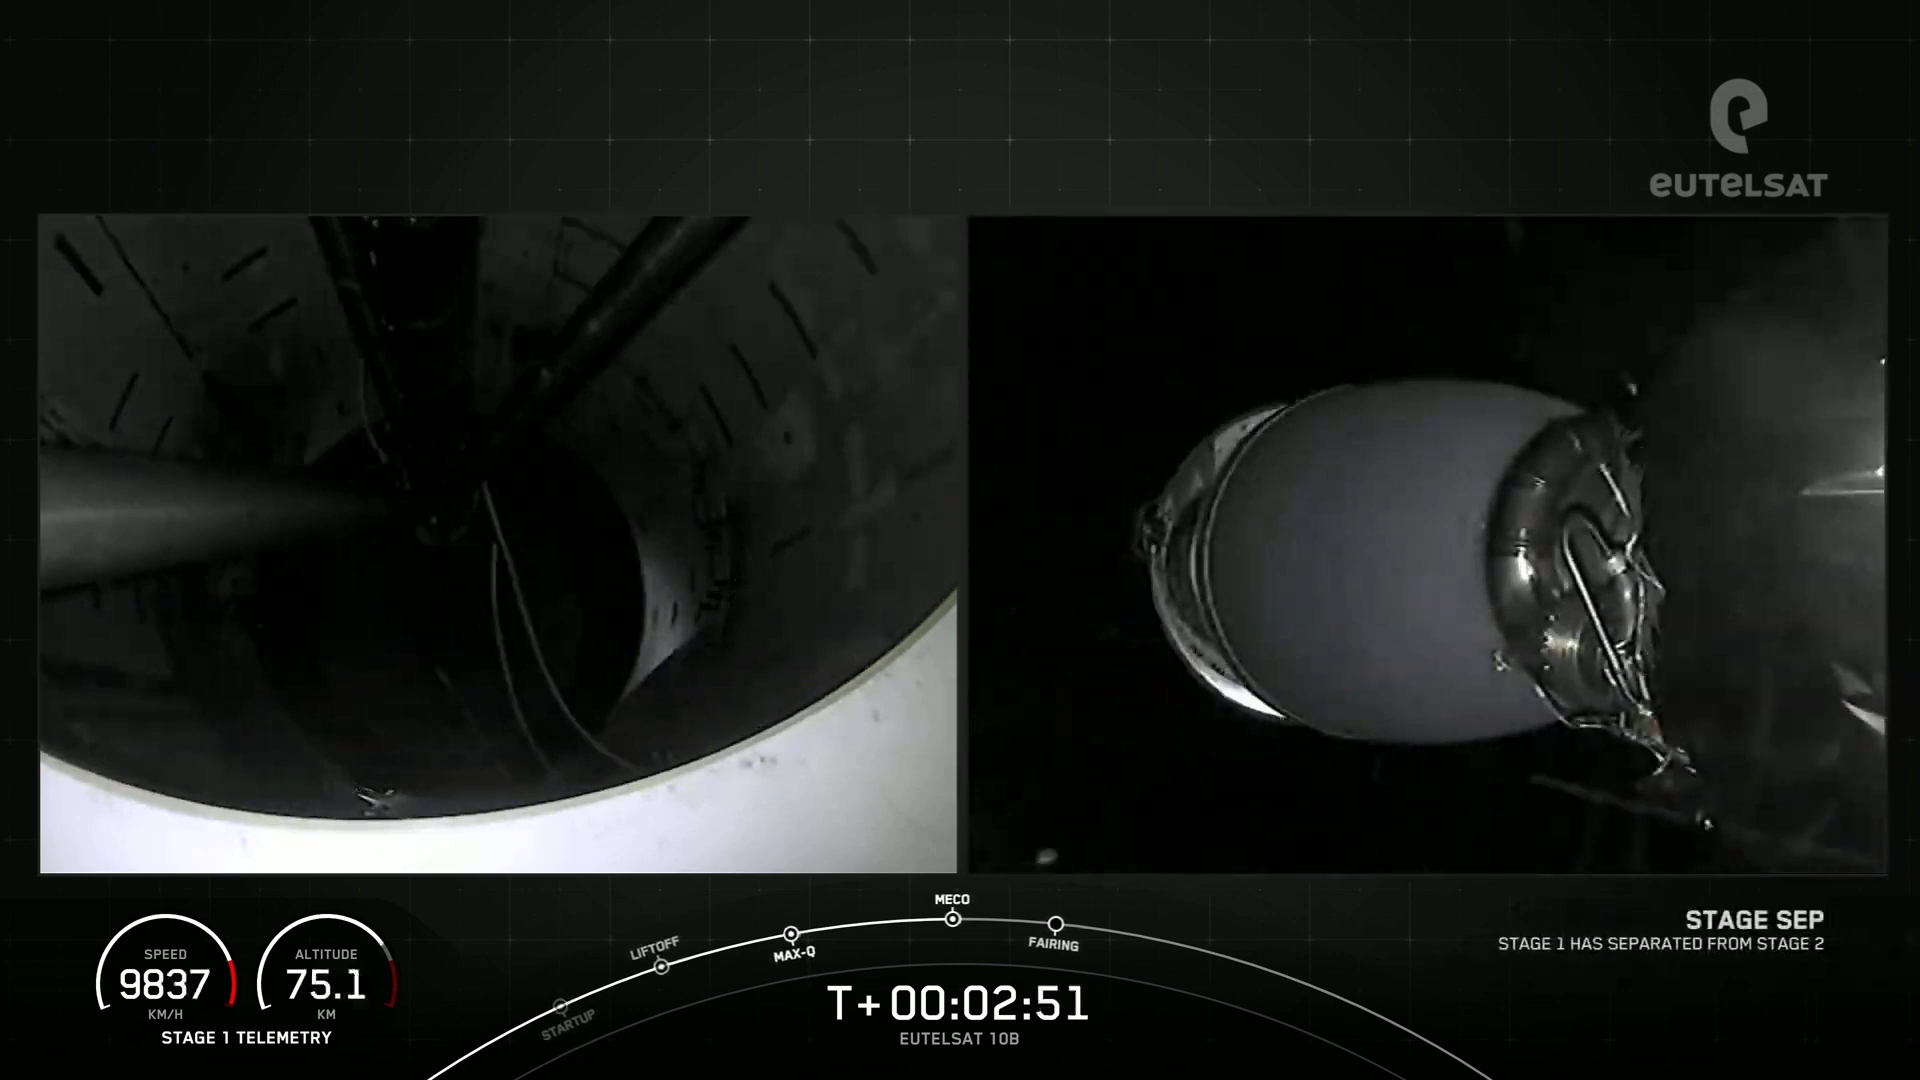 eUTeLSAT
MECO
LIFTOFF
MAX-Q
FAIRING
STARTUP
STAGE SEP
STAGE 1 HAS SEPARATED FROM STAGE 2
SPEED
9837
KM/H
ALTITUDE
75.1
KM
STAGE 1 TELEMETRY
T+00:02:51
EUTELSAT 10B